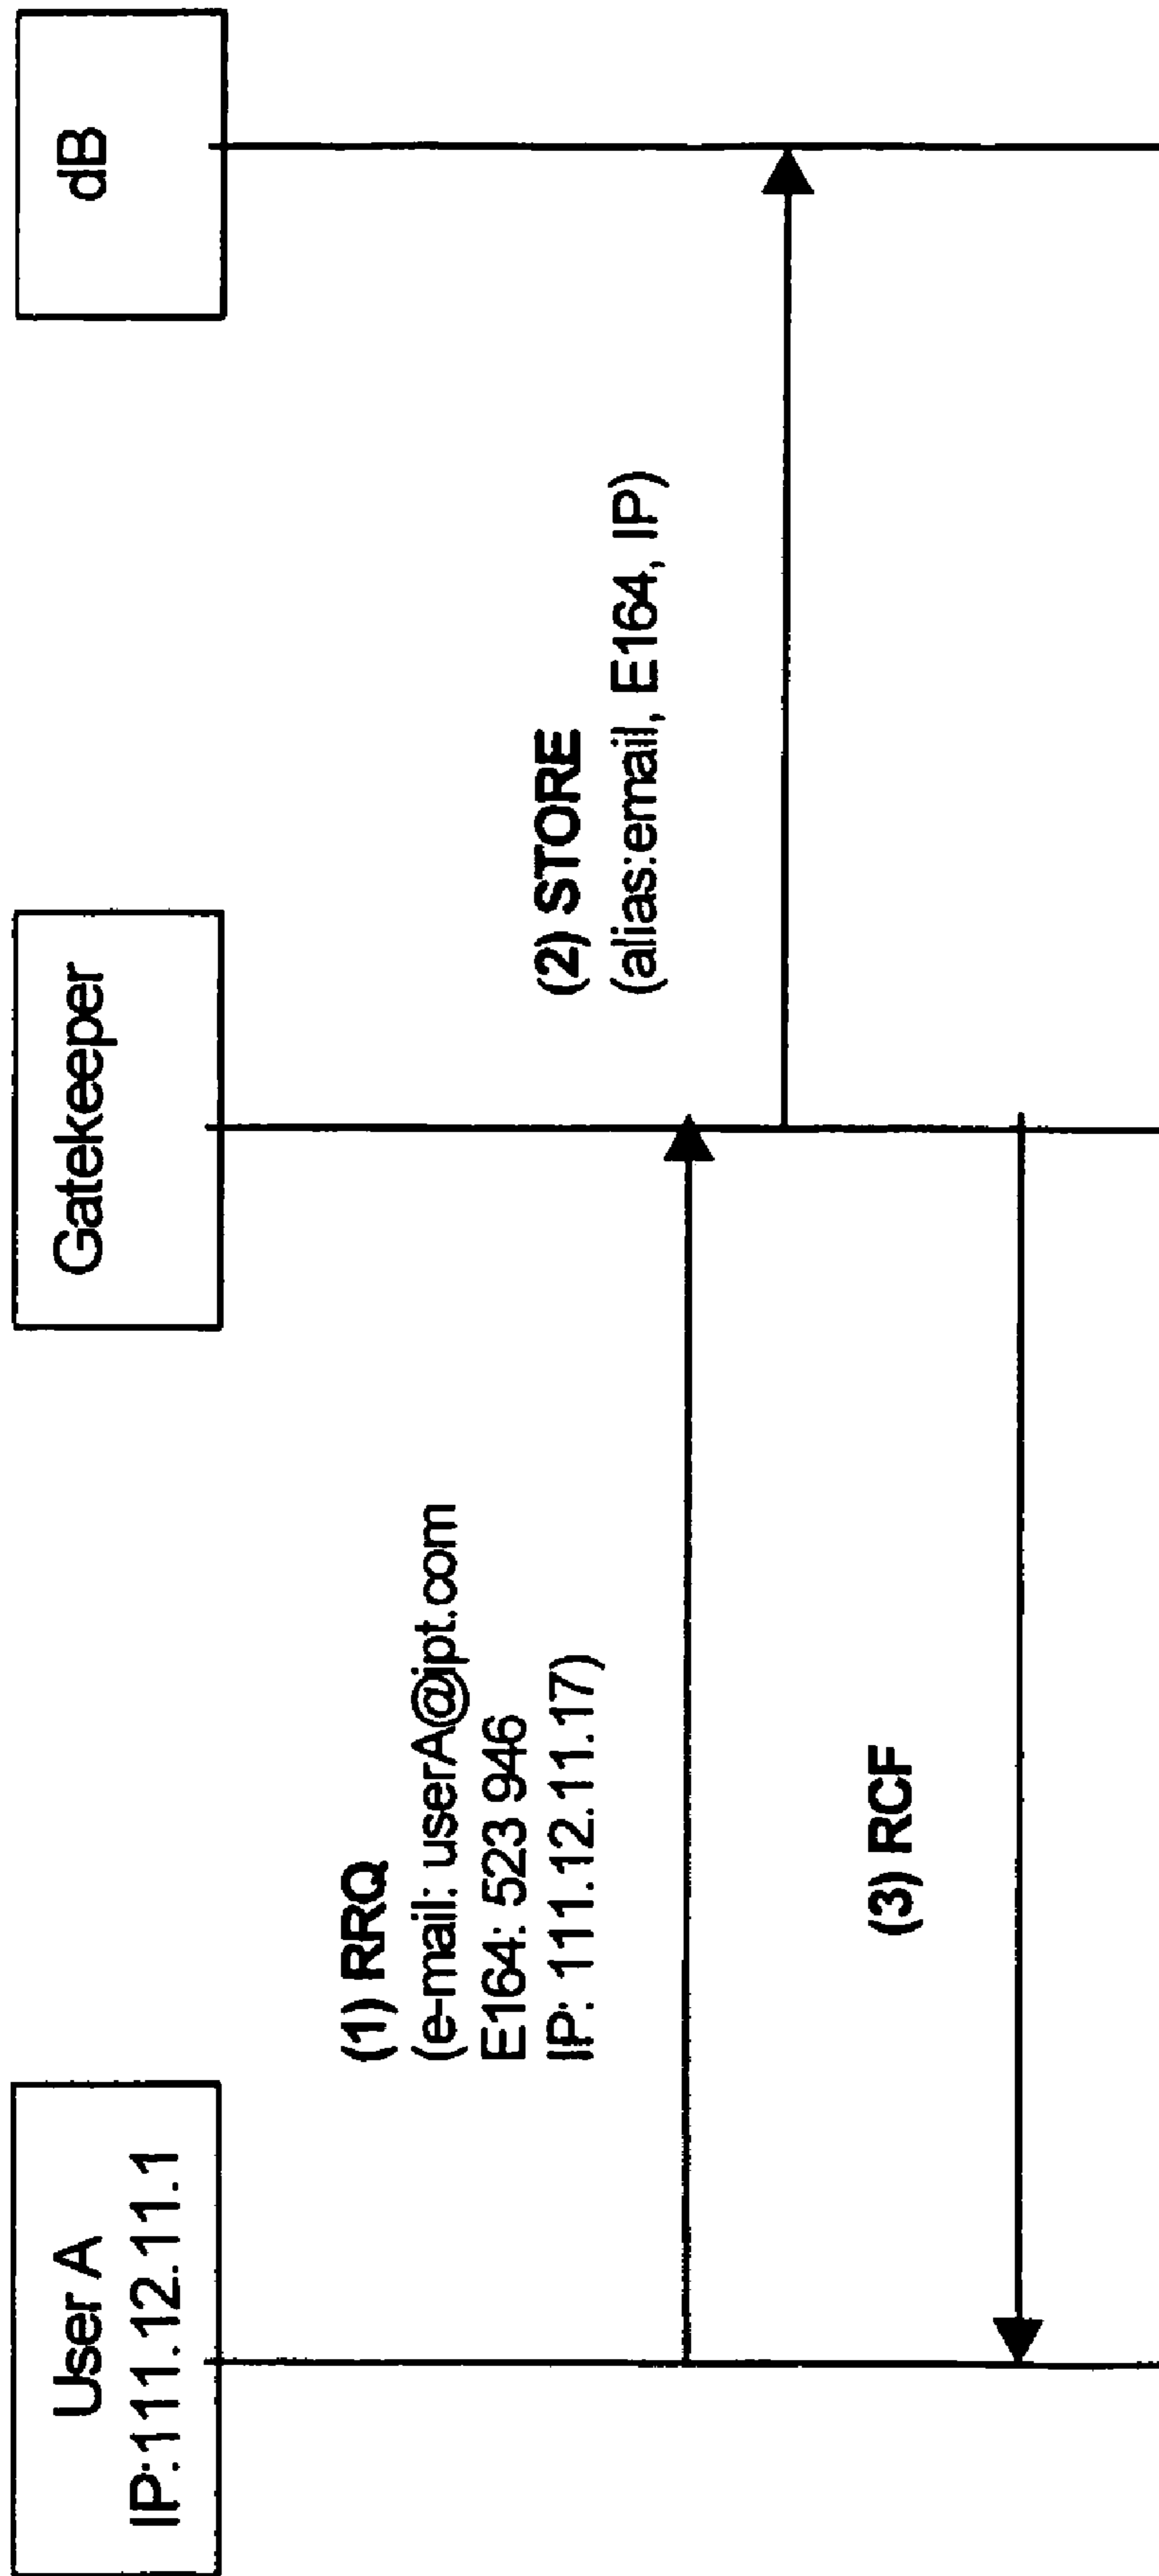 User A
IP:111.12.11.1
Gatekeeper
dB
(1) RRQ
(e-mail: userA@ipt.com
E164: 523 946
IP: 111.12.11.17)
(2) STORE
(alias:email, E164, IP)
(3) RCF